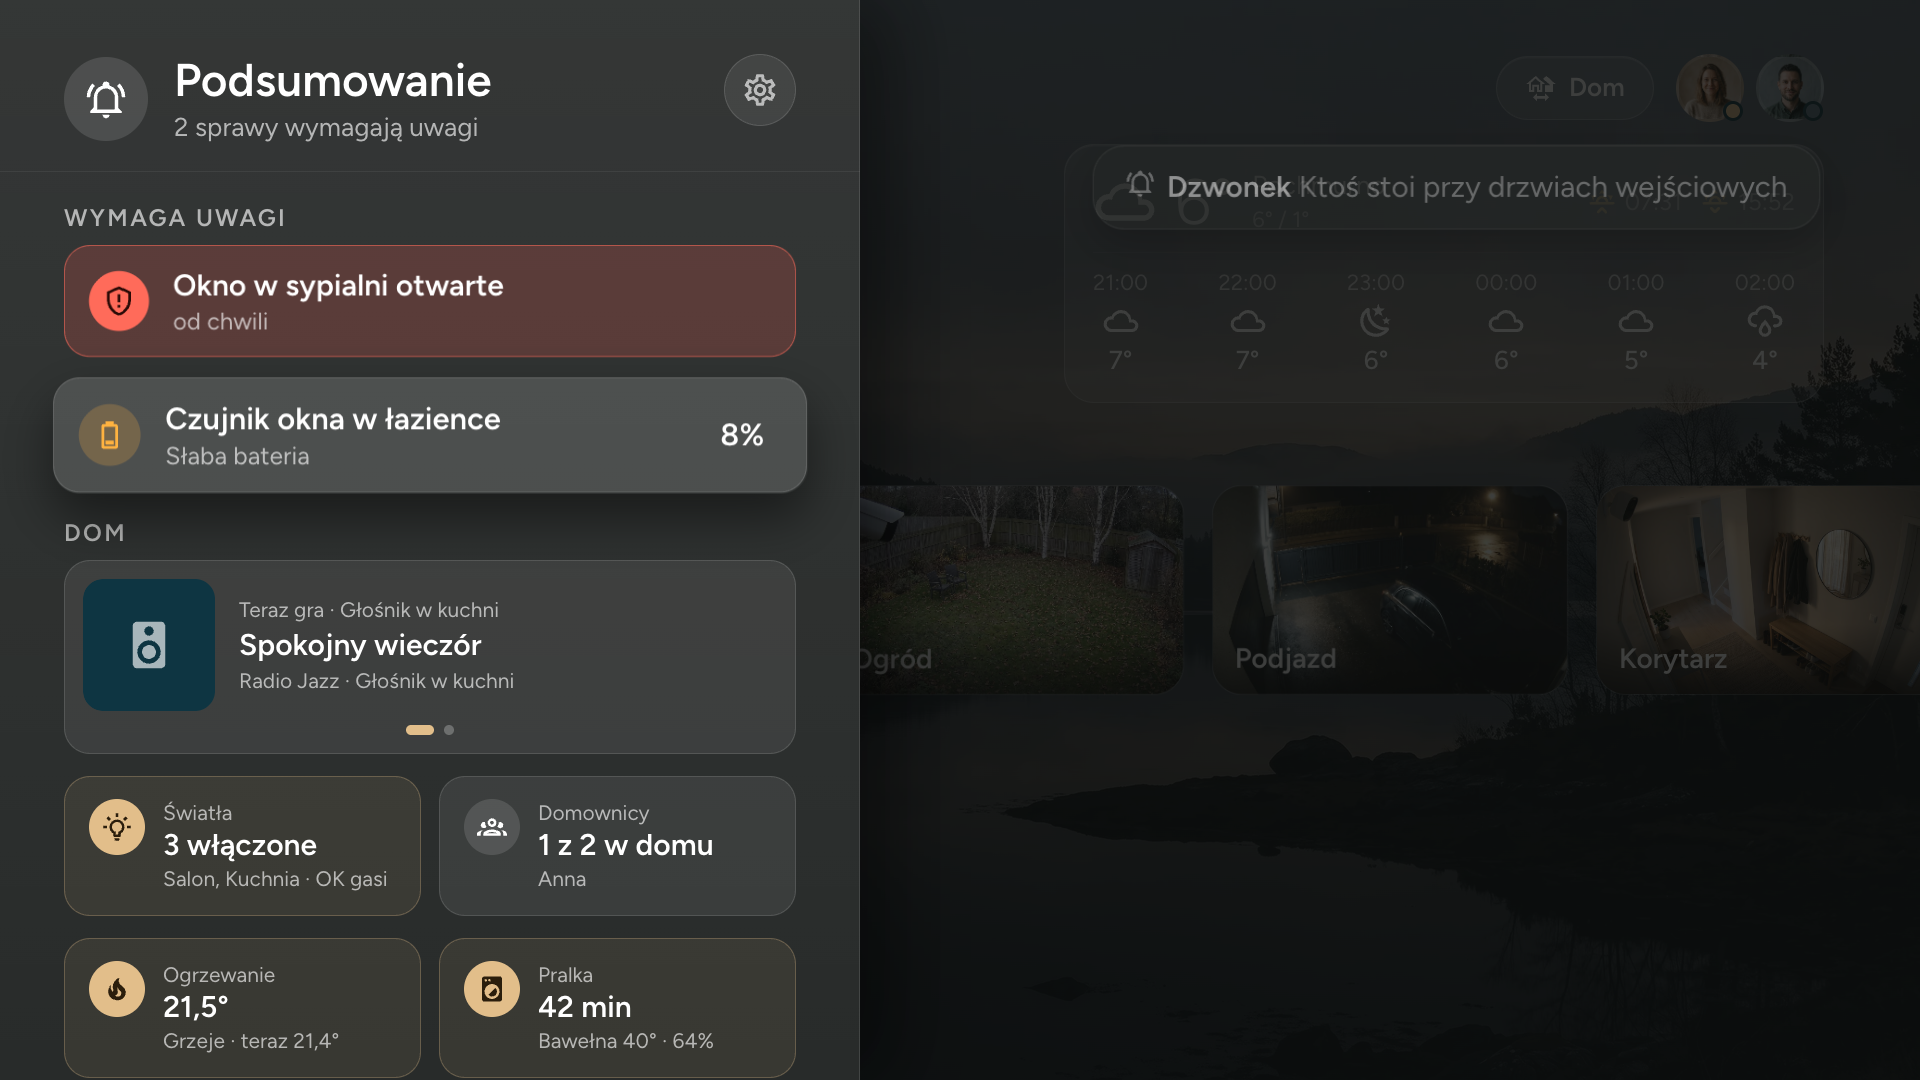 Podsumowanie
2 sprawy wymagają uwagi
WYMAGA UWAGI
Okno w sypialni otwarte
od chwili
Czujnik okna w łazience
Słaba bateria
8%
DOM
Teraz gra · Głośnik w kuchni
Spokojny wieczór
Radio Jazz · Głośnik w kuchni
Światła
3 włączone
Salon, Kuchnia · OK gasi
Domownicy
1 z 2 w domu
Anna
Ogrzewanie
21,5°
Grzeje · teraz 21,4°
Pralka
42 min
Bawełna 40° · 64%
Dom
Dzwonek Ktoś stoi przy drzwiach wejściowych
6° / 1°
21:00 22:00 23:00 00:00 01:00 02:00
7° 7° 6° 6° 5° 4°
Ogród
Podjazd
Korytarz